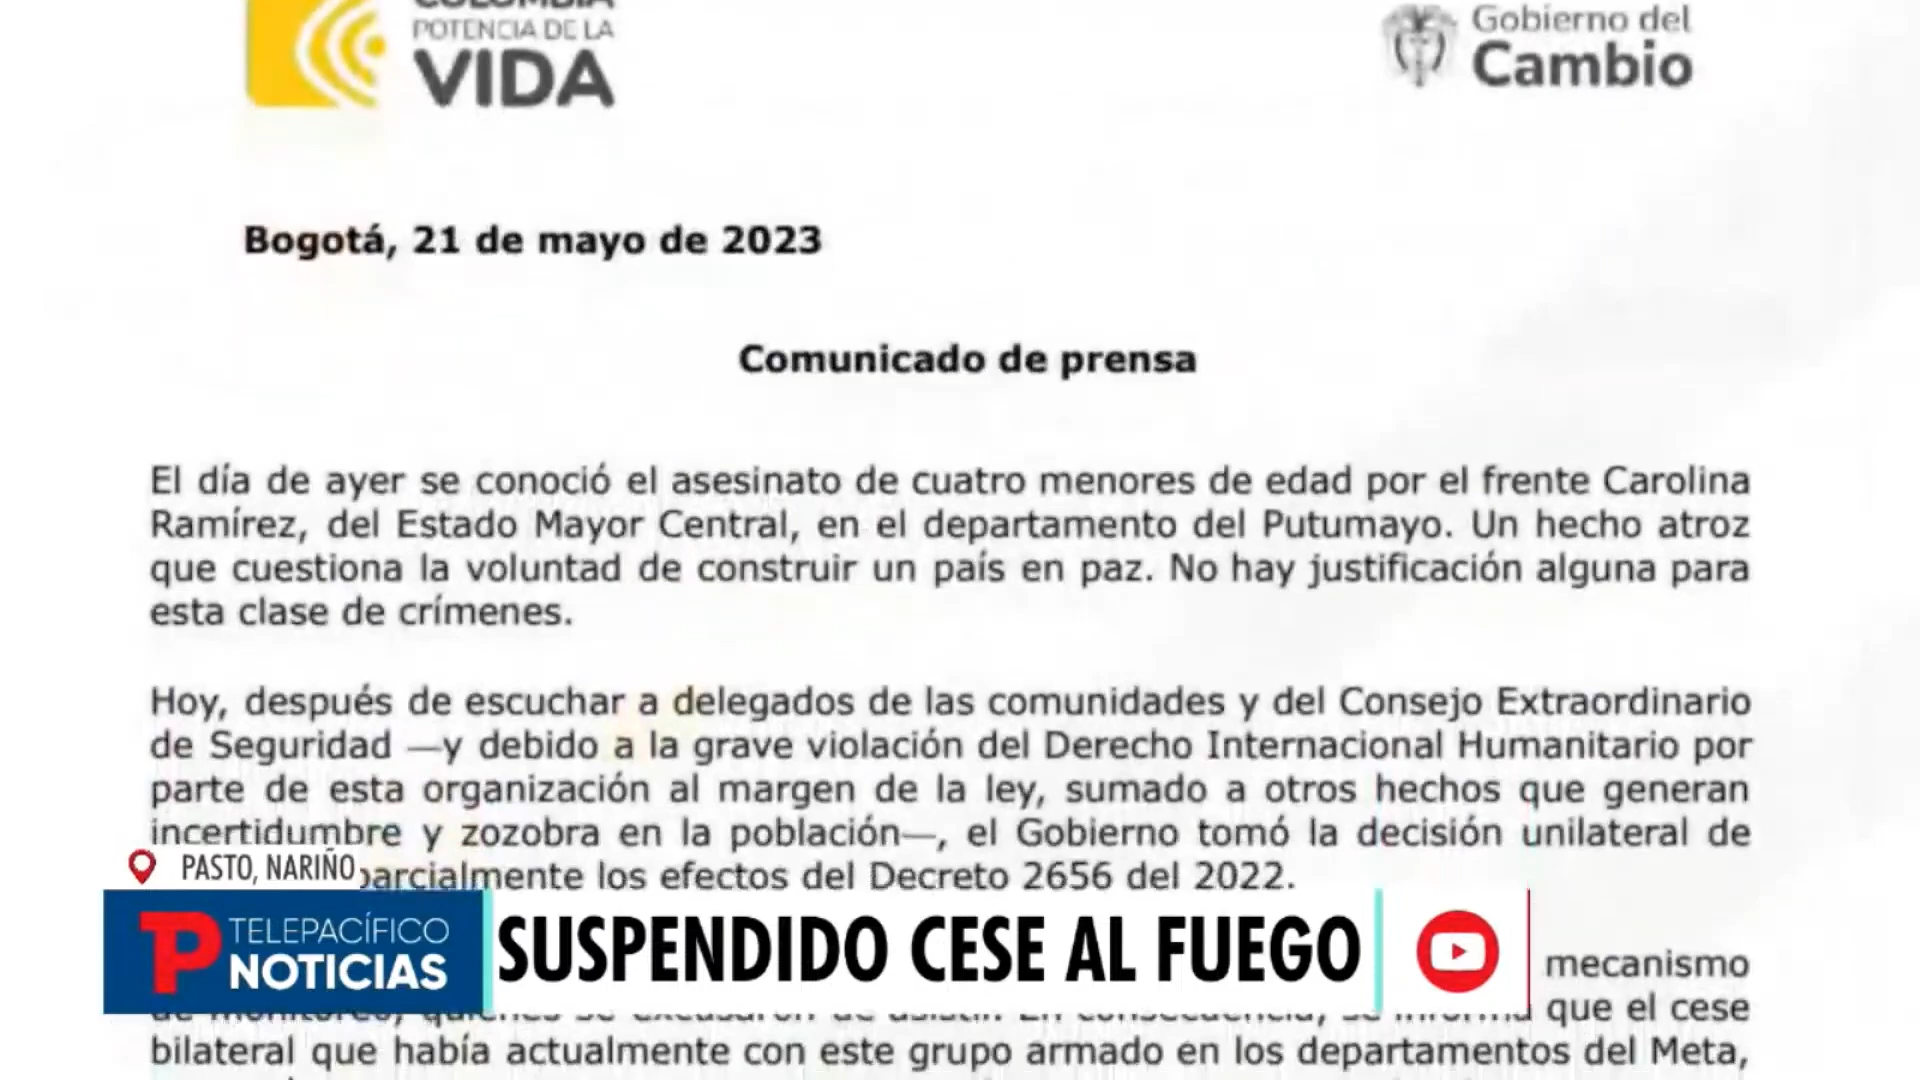 COLOMBIA
POTENCIA DE LA
VIDA
Gobierno del
Cambio
Bogotá, 21 de mayo de 2023
Comunicado de prensa
El día de ayer se conoció el asesinato de cuatro menores de edad por el frente Carolina
Ramírez, del Estado Mayor Central, en el departamento del Putumayo. Un hecho atroz
que cuestiona la voluntad de construir un país en paz. No hay justificación alguna para
esta clase de crímenes.
Hoy, después de escuchar a delegados de las comunidades y del Consejo Extraordinario
de Seguridad —y debido a la grave violación del Derecho Internacional Humanitario por
parte de esta organización al margen de la ley, sumado a otros hechos que generan
incertidumbre y zozobra en la población—, el Gobierno tomó la decisión unilateral de
parcialmente los efectos del Decreto 2656 del 2022.
PASTO, NARIÑO
TELEPACÍFICO
NOTICIAS
SUSPENDIDO CESE AL FUEGO
mecanismo
que el cese
bilateral que había actualmente con este grupo armado en los departamentos del Meta,